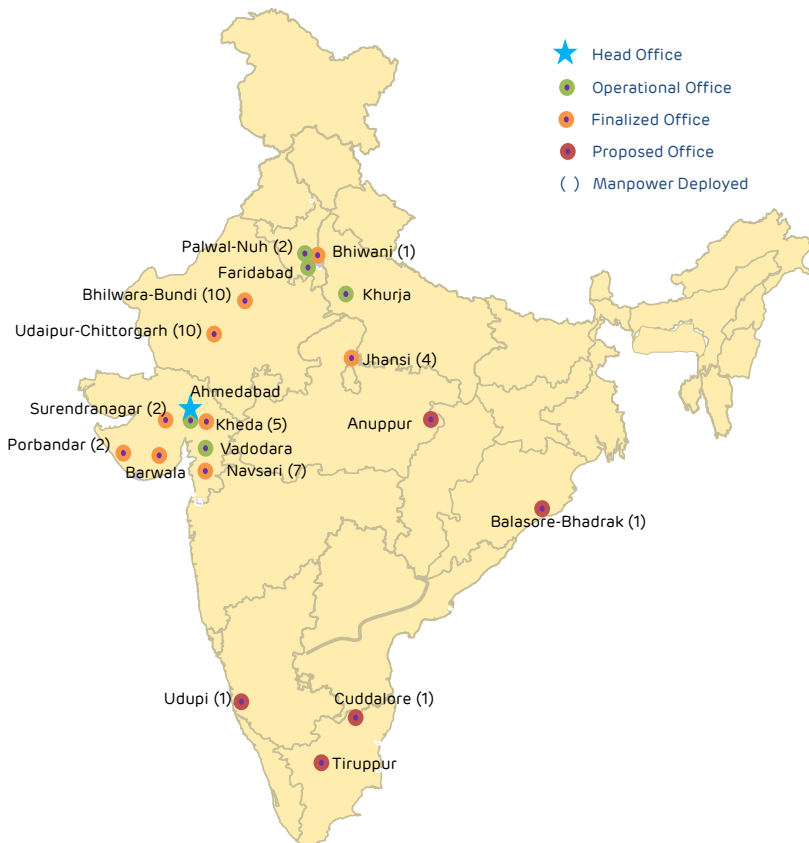 Head Office
Operational Office
Finalized Office
Proposed Office
( ) Manpower Deployed
Palwal-Nuh (2)
Bhiwani (1)
Faridabad
Bhilwara-Bundi (10)
Khurja
Udaipur-Chittorgarh (10)
Jhansi (4)
Ahmedabad
Surendranagar (2)
Kheda (5)
Anuppur
Porbandar (2)
Vadodara
Barwala
Navsari (7)
Balasore-Bhadrak (1)
Udupi (1)
Cuddalore (1)
Tiruppur